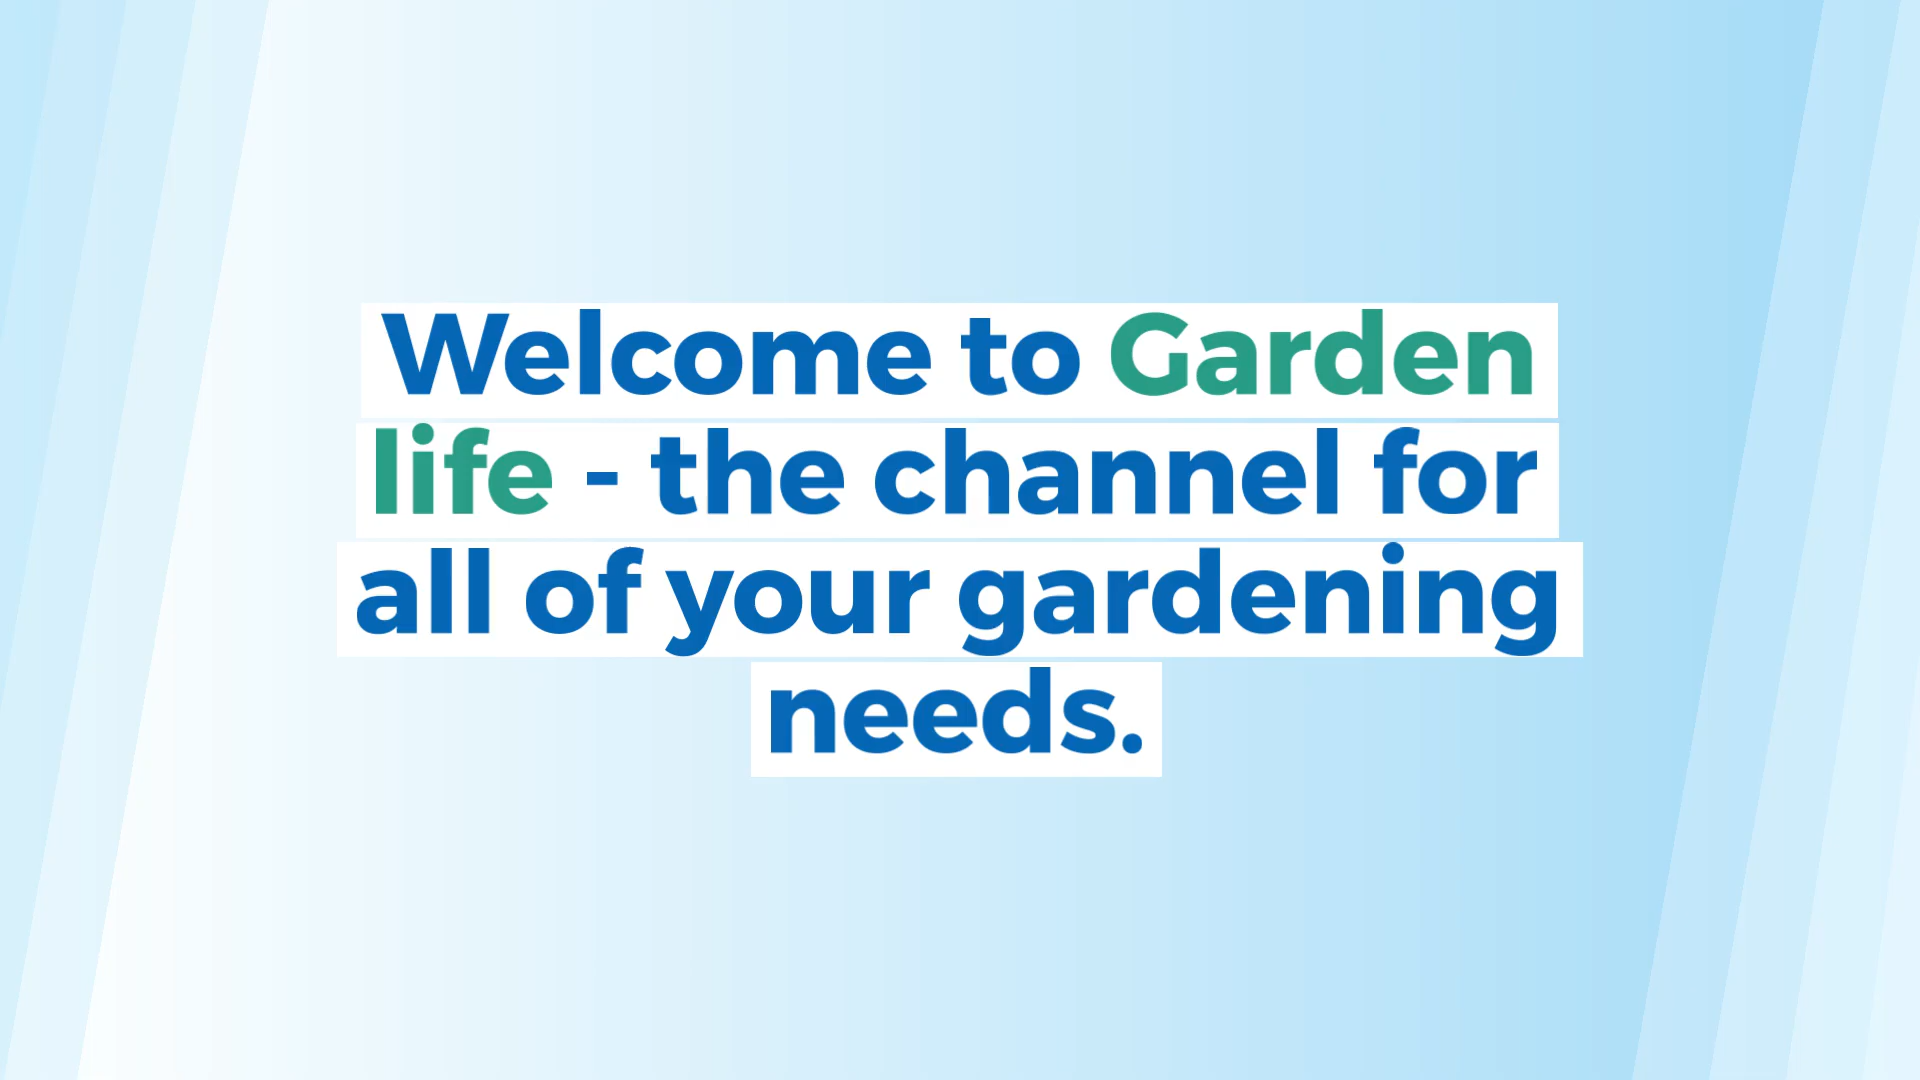 Welcome to Garden
life - the channel for
all of your gardening
needs.